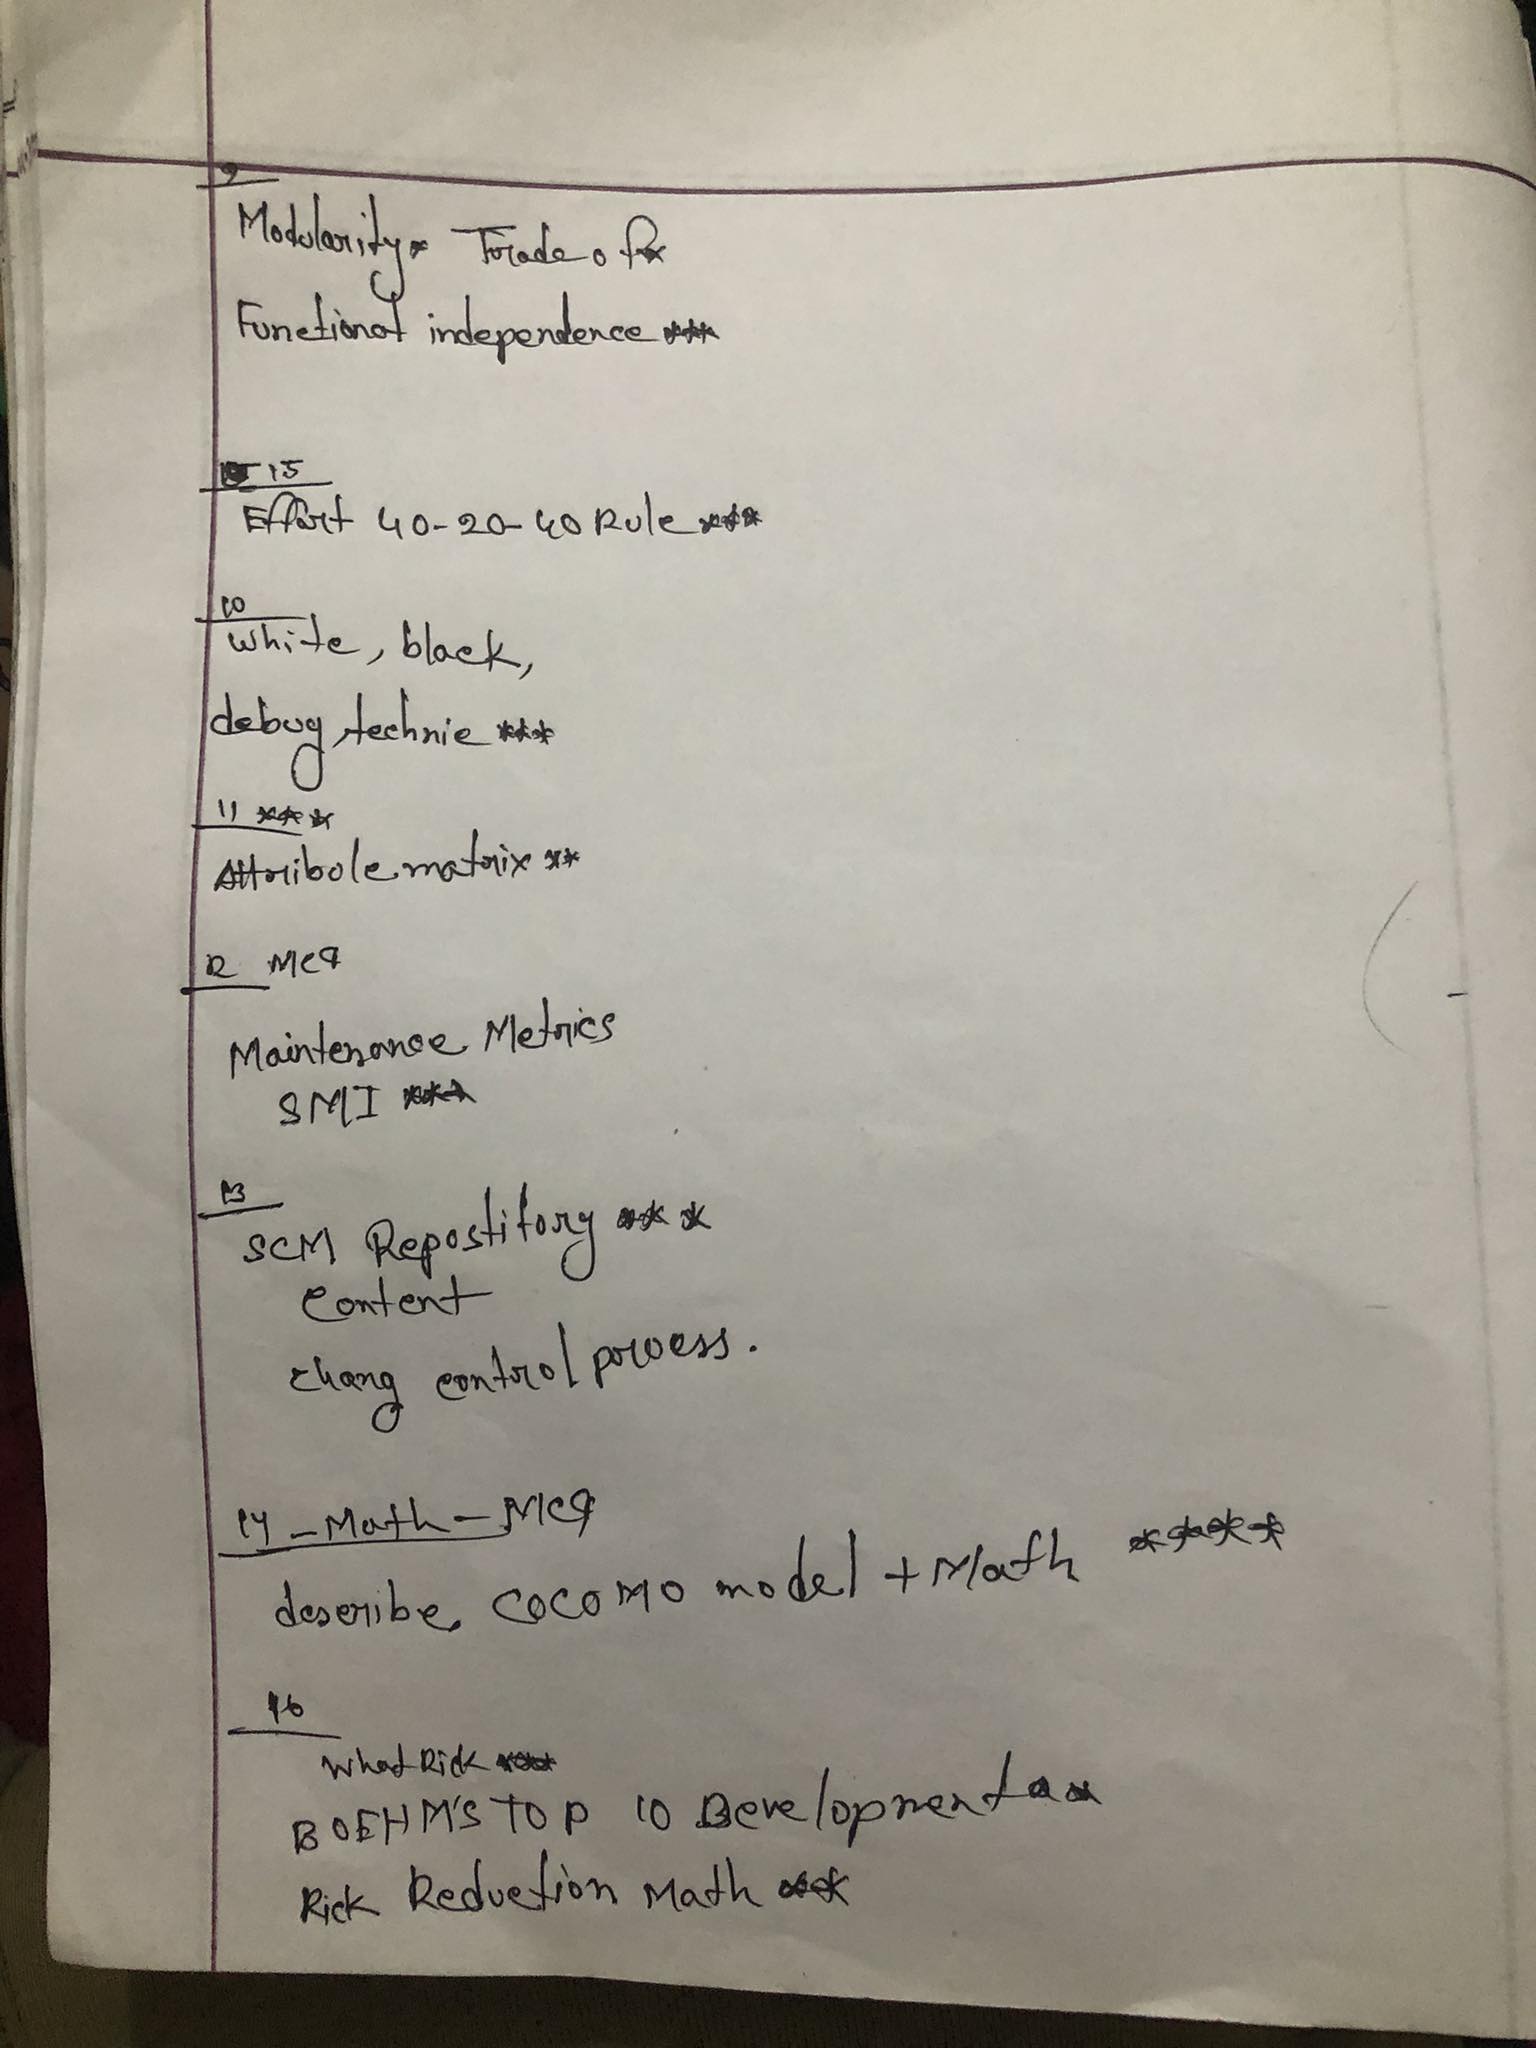 9
Modularity* Trade of*
Functional independence ***
15
Effort 40-20-40 Rule ***
10
white, black,
debug, technie ***
11 ***
Attribole matrix **
12 MCQ
Maintenance Metrics
SMI ***
13
SCM Repostitory ***
Content
Chang control process.
14 - Math - MCQ
describe COCOMO model + Math ****
16
What Rick ***
BOEHM'S TOP 10 Development **
Rick Reduction Math ***